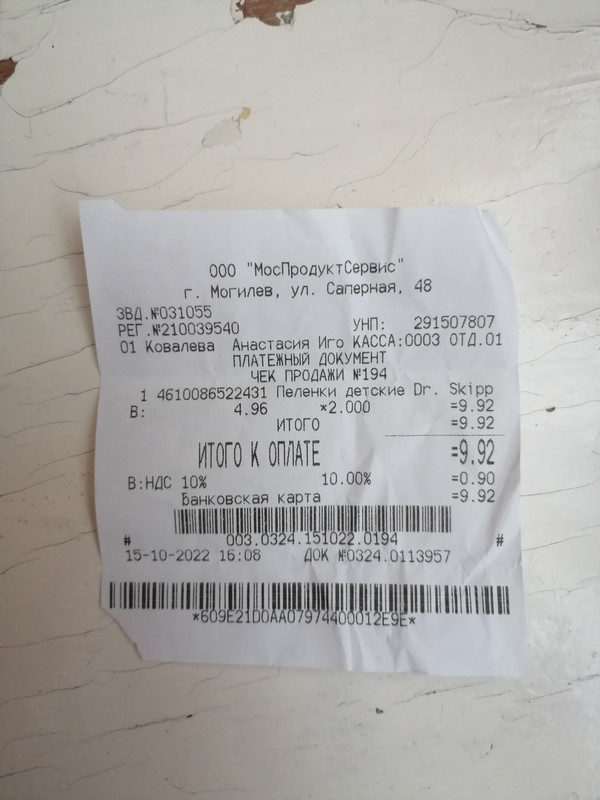 ООО "МосПродуктСервис"
г. Могилев, ул. Саперная, 48
ЗВД.№031055
РЕГ.№210039540 УНП: 291507807
01 Ковалева Анастасия Иго КАССА:0003 ОТД.01
ПЛАТЕЖНЫЙ ДОКУМЕНТ
ЧЕК ПРОДАЖИ №194
1 4610086522431 Пеленки детские Dr. Skipp
В: 4.96 *2.000 =9.92
ИТОГО =9.92
ИТОГО К ОПЛАТЕ =9.92
В:НДС 10% 10.00% =0.90
Банковская карта =9.92
# 003.0324.151022.0194 #
15-10-2022 16:08 ДОК №0324.0113957
*609E21D0AA07974400012E9E*